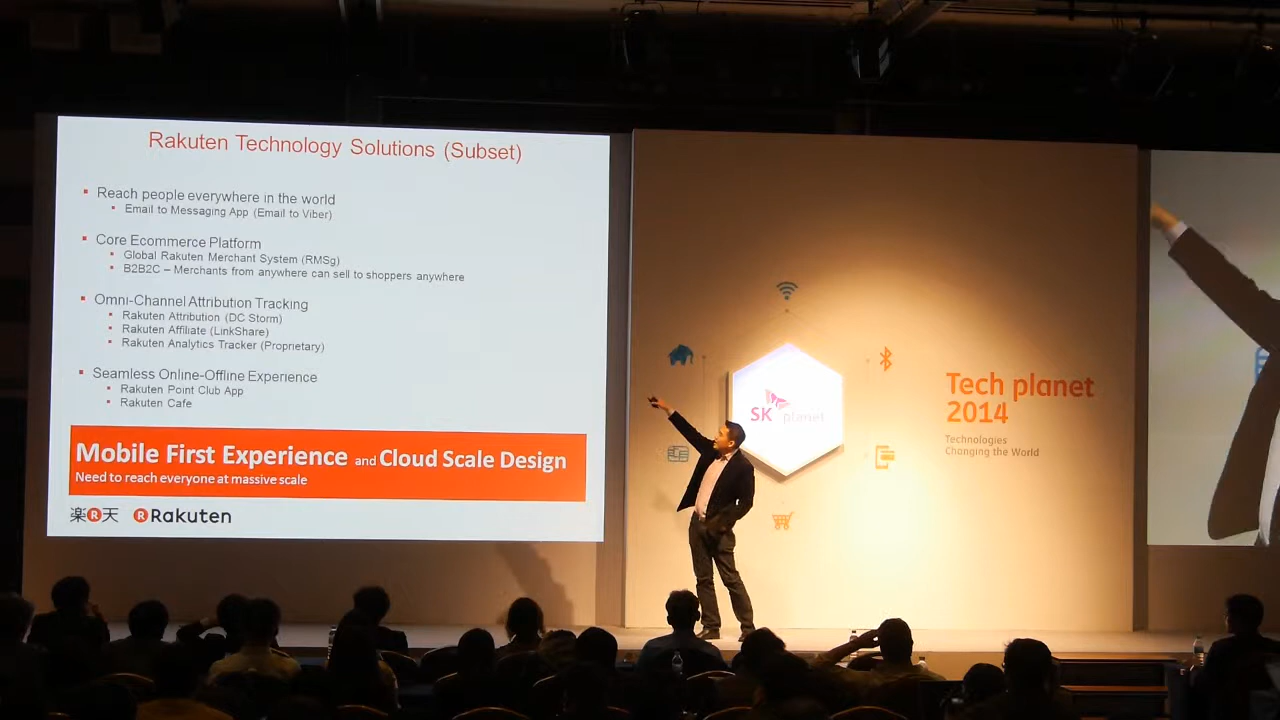 Rakuten Technology Solutions (Subset)
Reach people everywhere in the world
Email to Messaging App (Email to Viber)
Core Ecommerce Platform
Global Rakuten Merchant System (RMSg)
B2B2C – Merchants from anywhere can sell to shoppers anywhere
Omni-Channel Attribution Tracking
Rakuten Attribution (DC Storm)
Rakuten Affiliate (LinkShare)
Rakuten Analytics Tracker (Proprietary)
Seamless Online-Offline Experience
Rakuten Point Club App
Rakuten Cafe
Mobile First Experience and Cloud Scale Design
Need to reach everyone at massive scale
楽R天 R Rakuten
SK planet
Tech planet
2014
Technologies
Changing the World